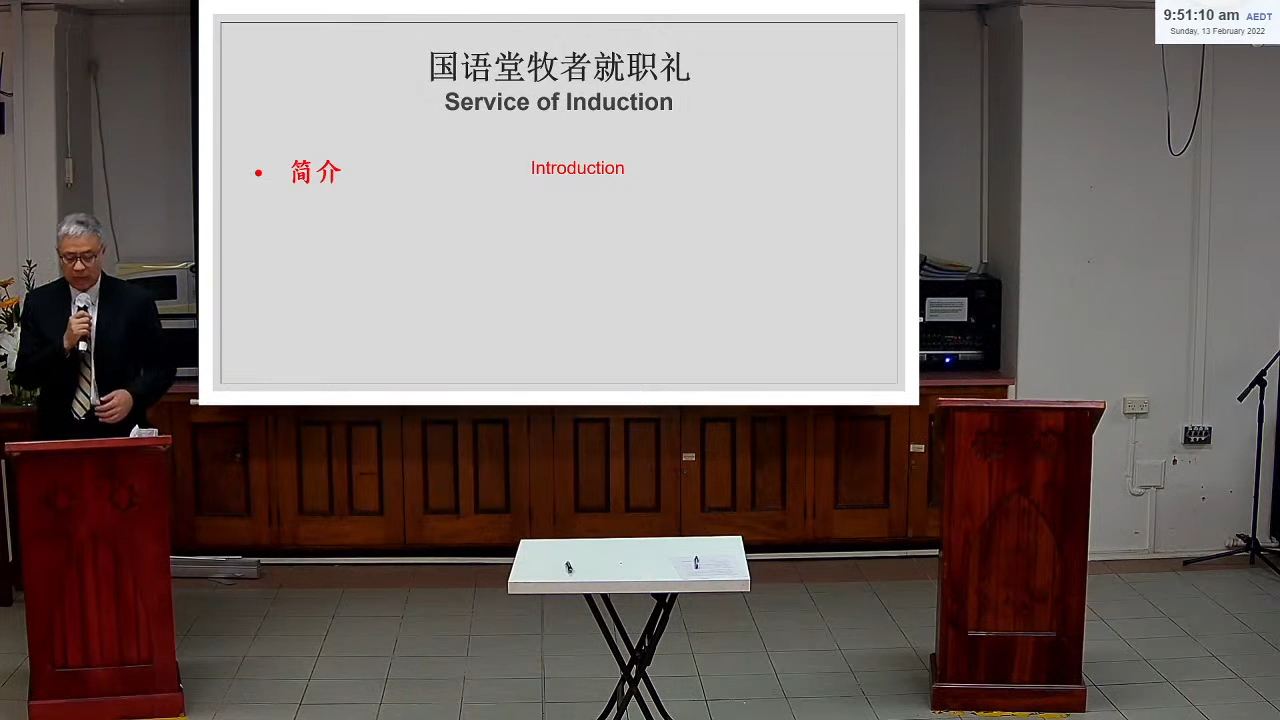 9:51:10 am AEDT
Sunday, 13 February 2022
国语堂牧者就职礼
Service of Induction
• 简介
Introduction